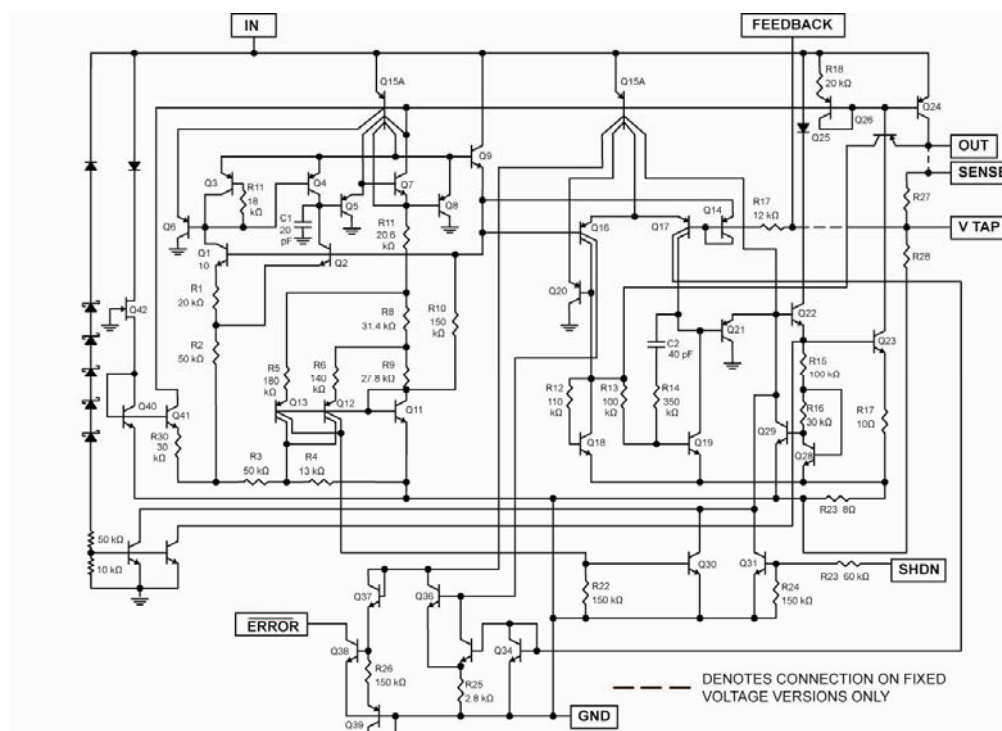 IN
FEEDBACK
Q15A
Q15A
R18
20 kΩ
Q24
Q26
Q25
OUT
SENSE
Q9
Q3
R11
18
kΩ
Q4
Q7
Q5
Q8
C1
20
pF
Q6
R11
20.6
kΩ
Q1
10
Q2
Q16
Q17
Q14
R17
12 kΩ
R27
V TAP
R28
Q42
R1
20 kΩ
R2
50 kΩ
R8
31.4 kΩ
R10
150
kΩ
Q20
Q21
Q22
Q23
C2
40 pF
R5
180
kΩ
R6
140
kΩ
R9
27.8 kΩ
R15
100 kΩ
Q13
Q12
Q11
R12
110
kΩ
R13
100
kΩ
R14
350
kΩ
R16
30 kΩ
R17
10Ω
Q40
Q41
R30
30
kΩ
Q18
Q19
Q29
Q28
R3
50 kΩ
R4
13 kΩ
R23 8Ω
50 kΩ
10 kΩ
Q30
Q31
SHDN
R23 60 kΩ
R22
150 kΩ
R24
150 kΩ
Q37
Q36
ERROR
Q38
Q34
R26
150 kΩ
R25
2.8 kΩ
Q39
GND
DENOTES CONNECTION ON FIXED
VOLTAGE VERSIONS ONLY